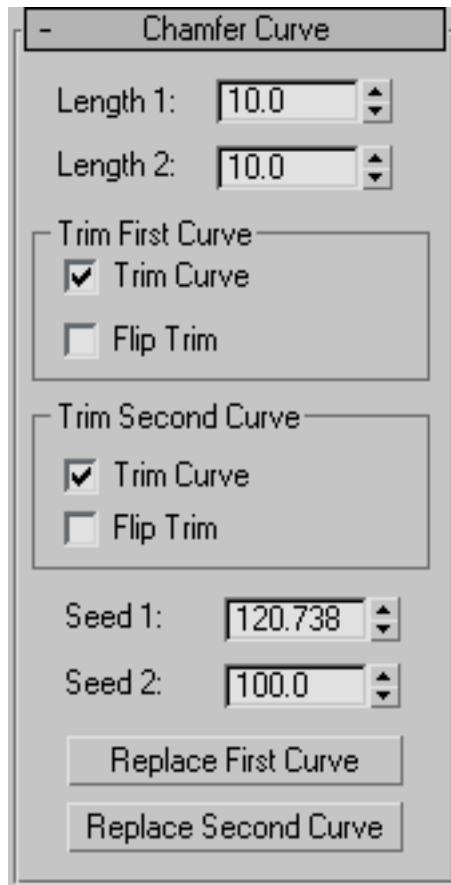 - Chamfer Curve
Length 1: 10.0
Length 2: 10.0
Trim First Curve
Trim Curve
Flip Trim
Trim Second Curve
Trim Curve
Flip Trim
Seed 1: 120.738
Seed 2: 100.0
Replace First Curve
Replace Second Curve